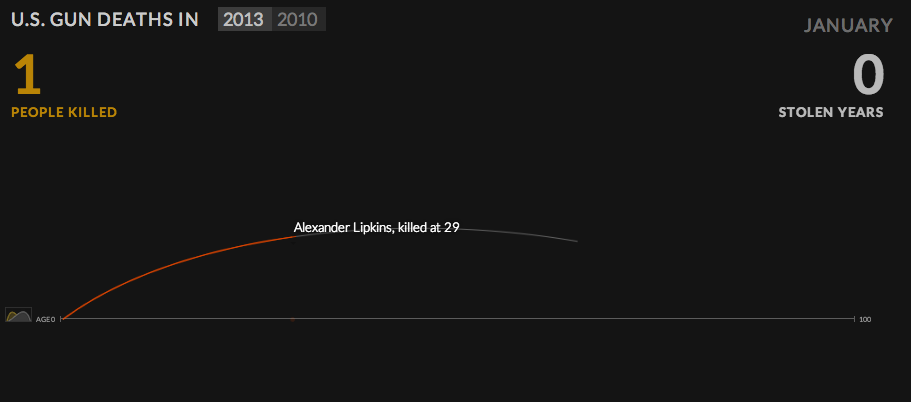 U.S. GUN DEATHS IN 2013 2010
JANUARY
1
PEOPLE KILLED
0
STOLEN YEARS
Alexander Lipkins, killed at 29
AGE 0
100